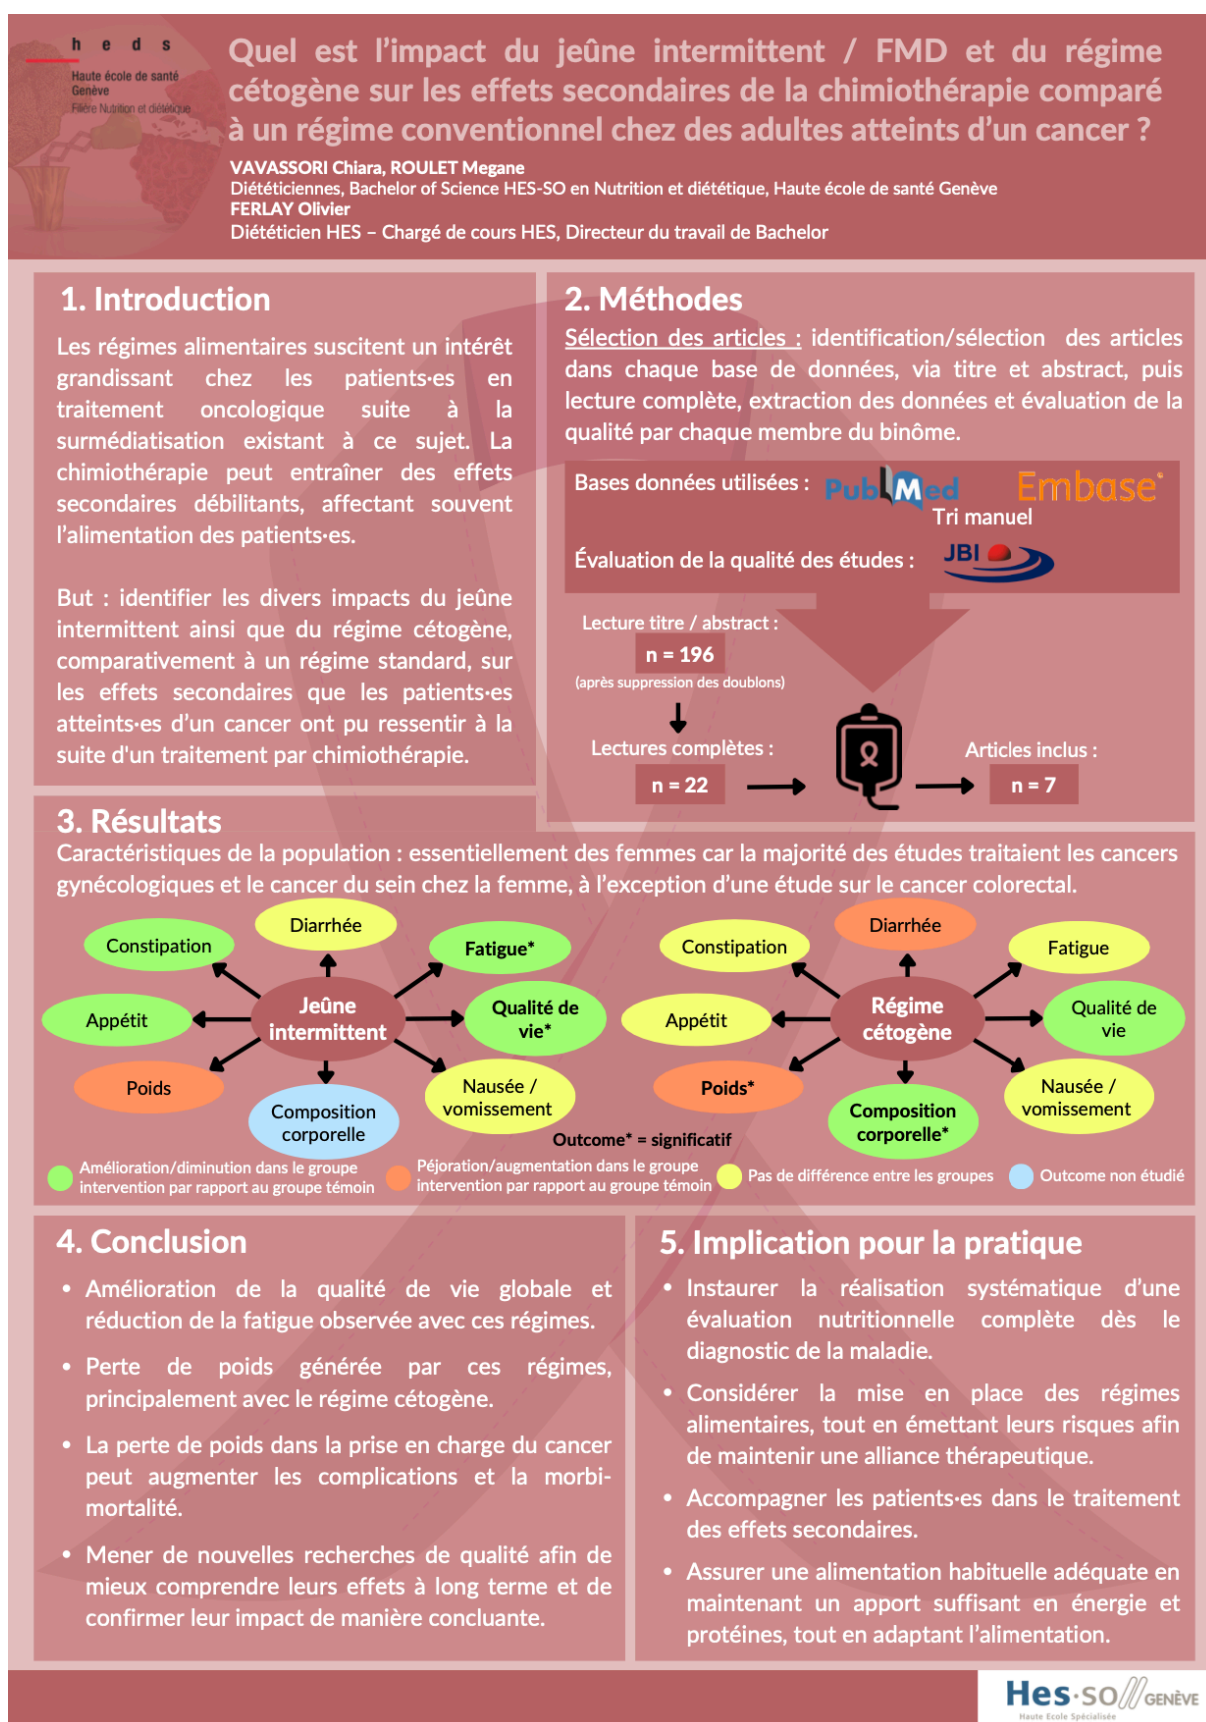 h e d s
Haute école de santé
Genève
Filière Nutrition et diététique
Quel est l'impact du jeûne intermittent / FMD et du régime
cétogène sur les effets secondaires de la chimiothérapie comparé
à un régime conventionnel chez des adultes atteints d'un cancer ?
VAVASSORI Chiara, ROULET Megane
Diététiciennes, Bachelor of Science HES-SO en Nutrition et diététique, Haute école de santé Genève
FERLAY Olivier
Diététicien HES – Chargé de cours HES, Directeur du travail de Bachelor
1. Introduction
Les régimes alimentaires suscitent un intérêt
grandissant chez les patients·es en
traitement oncologique suite à la
surmédiatisation existant à ce sujet. La
chimiothérapie peut entraîner des effets
secondaires débilitants, affectant souvent
l'alimentation des patients·es.
But : identifier les divers impacts du jeûne
intermittent ainsi que du régime cétogène,
comparativement à un régime standard, sur
les effets secondaires que les patients·es
atteints·es d'un cancer ont pu ressentir à la
suite d'un traitement par chimiothérapie.
2. Méthodes
Sélection des articles : identification/sélection des articles
dans chaque base de données, via titre et abstract, puis
lecture complète, extraction des données et évaluation de la
qualité par chaque membre du binôme.
Bases données utilisées :
PubMed
Embase
Tri manuel
Évaluation de la qualité des études :
JBI
Lecture titre / abstract :
n = 196
(après suppression des doublons)
Lectures complètes :
n = 22
Articles inclus :
n = 7
3. Résultats
Caractéristiques de la population : essentiellement des femmes car la majorité des études traitaient les cancers
gynécologiques et le cancer du sein chez la femme, à l'exception d'une étude sur le cancer colorectal.
Constipation
Diarrhée
Fatigue*
Appétit
Jeûne
intermittent
Qualité de
vie*
Poids
Composition
corporelle
Nausée /
vomissement
Constipation
Diarrhée
Fatigue
Appétit
Régime
cétogène
Qualité de
vie
Poids*
Composition
corporelle*
Nausée /
vomissement
Outcome* = significatif
Amélioration/diminution dans le groupe
intervention par rapport au groupe témoin
Péjoration/augmentation dans le groupe
intervention par rapport au groupe témoin
Pas de différence entre les groupes
Outcome non étudié
4. Conclusion
• Amélioration de la qualité de vie globale et
réduction de la fatigue observée avec ces régimes.
• Perte de poids générée par ces régimes,
principalement avec le régime cétogène.
• La perte de poids dans la prise en charge du cancer
peut augmenter les complications et la morbi-
mortalité.
• Mener de nouvelles recherches de qualité afin de
mieux comprendre leurs effets à long terme et de
confirmer leur impact de manière concluante.
5. Implication pour la pratique
• Instaurer la réalisation systématique d'une
évaluation nutritionnelle complète dès le
diagnostic de la maladie.
• Considérer la mise en place des régimes
alimentaires, tout en émettant leurs risques afin
de maintenir une alliance thérapeutique.
• Accompagner les patients·es dans le traitement
des effets secondaires.
• Assurer une alimentation habituelle adéquate en
maintenant un apport suffisant en énergie et
protéines, tout en adaptant l'alimentation.
Hes·so GENÈVE
Haute Ecole Spécialisée